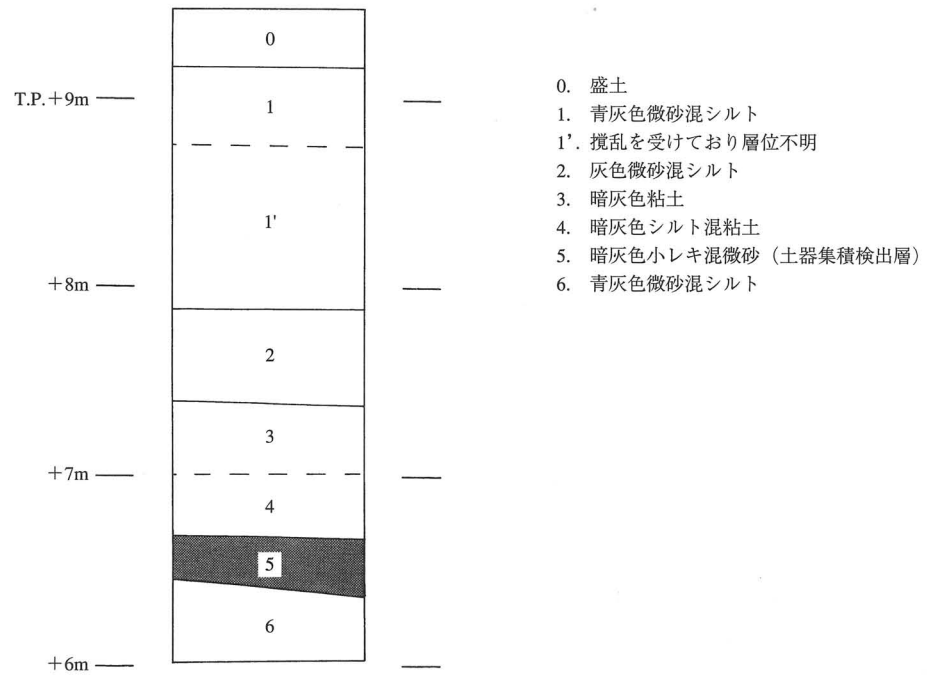 0
T.P.+9m
1
1'
+8m
2
3
+7m
4
5
6
+6m
0. 盛土
1. 青灰色微砂混シルト
1’. 攪乱を受けており層位不明
2. 灰色微砂混シルト
3. 暗灰色粘土
4. 暗灰色シルト混粘土
5. 暗灰色小レキ混微砂（土器集積検出層）
6. 青灰色微砂混シルト